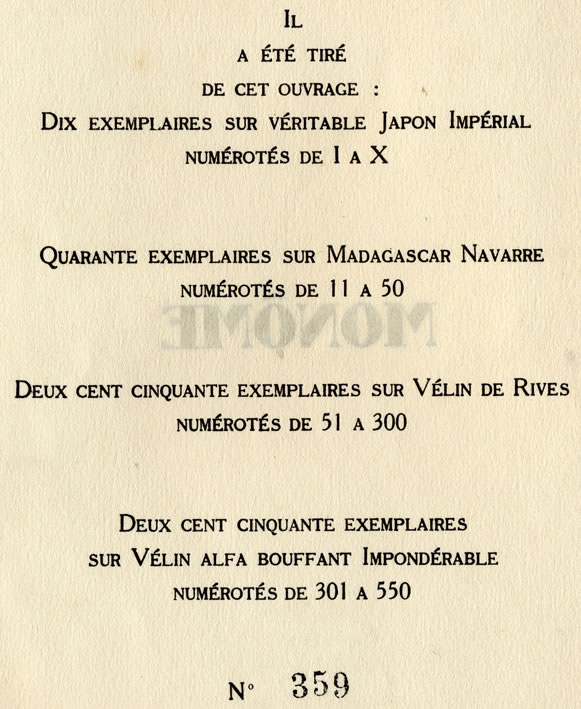 Il
a été tiré
de cet ouvrage :
Dix exemplaires sur véritable Japon Impérial
numérotés de I a X
Quarante exemplaires sur Madagascar Navarre
numérotés de 11 a 50
MONÔME
Deux cent cinquante exemplaires sur Vélin de Rives
numérotés de 51 a 300
Deux cent cinquante exemplaires
sur Vélin alfa bouffant Impondérable
numérotés de 301 a 550
N° 359